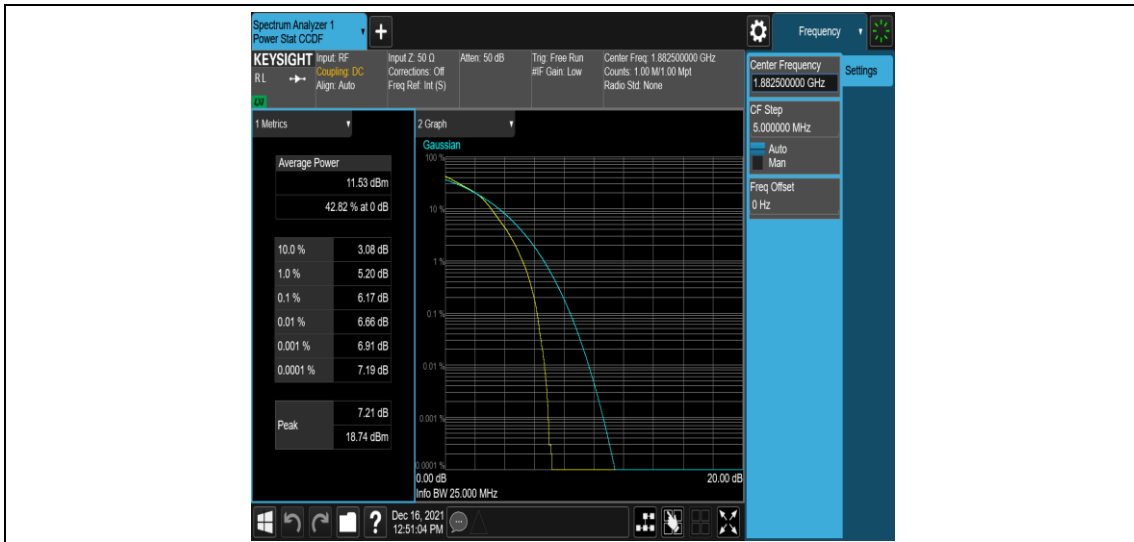 Spectrum Analyzer 1
Power Stat CCDF
+
Frequency
KEYSIGHT
RL
LXI
Input: RF
Coupling: DC
Align: Auto
Input Z: 50 Ω
Corrections: Off
Freq Ref: Int (S)
Atten: 50 dB
Trig: Free Run
#IF Gain: Low
Center Freq: 1.882500000 GHz
Counts: 1.00 M/1.00 Mpt
Radio Std: None
Center Frequency
1.882500000 GHz
Settings
CF Step
5.000000 MHz
Auto
Man
Freq Offset
0 Hz
1 Metrics
Average Power
11.53 dBm
42.82 % at 0 dB
10.0 % 3.08 dB
1.0 % 5.20 dB
0.1 % 6.17 dB
0.01 % 6.66 dB
0.001 % 6.91 dB
0.0001 % 7.19 dB
Peak
7.21 dB
18.74 dBm
2 Graph
Gaussian
100 %
10 %
1 %
0.1 %
0.01 %
0.001 %
0.0001 %
0.00 dB 20.00 dB
Info BW 25.000 MHz
?
Dec 16, 2021
12:51:04 PM